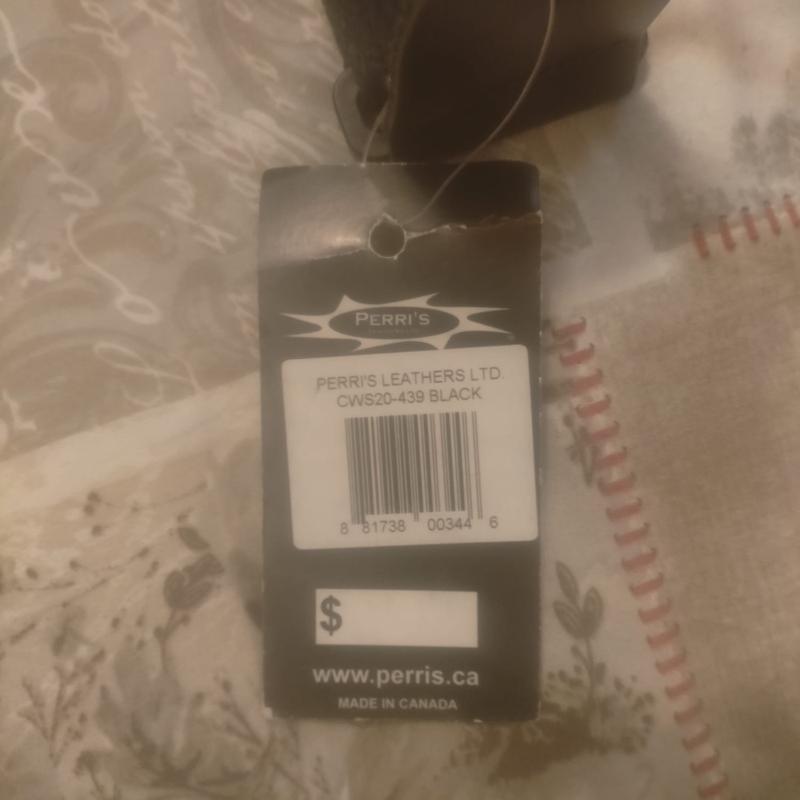 PERRI'S
PERRI'S LEATHERS LTD.
CWS20-439 BLACK
8 81738 00344 6
$
www.perris.ca
MADE IN CANADA